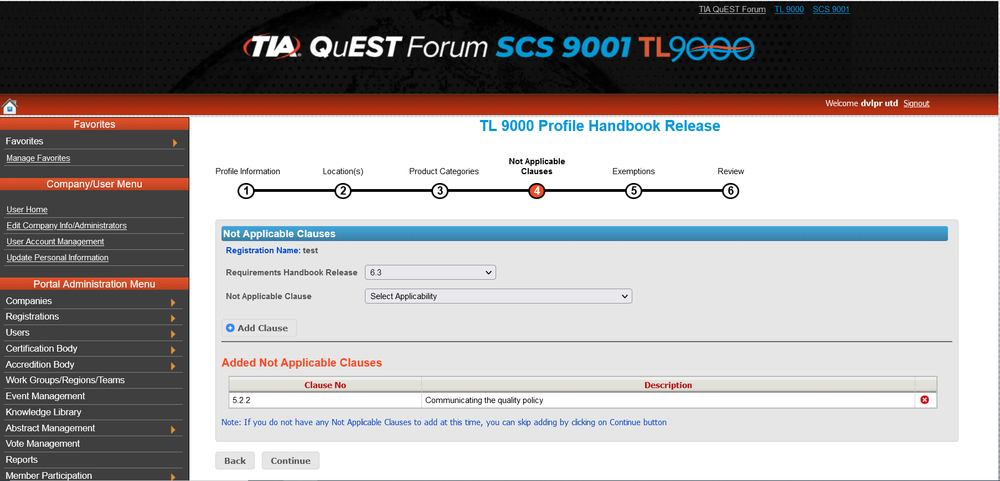 TIA QuEST Forum TL 9000 SCS 9001
TIA QuEST Forum SCS 9001 TL9000
Welcome dvlpr utd Signout
Favorites
Favorites
Manage Favorites
Company/User Menu
User Home
Edit Company Info/Administrators
User Account Management
Update Personal Information
Portal Administration Menu
Companies
Registrations
Users
Certification Body
Accredition Body
Work Groups/Regions/Teams
Event Management
Knowledge Library
Abstract Management
Vote Management
Reports
Member Participation
TL 9000 Profile Handbook Release
Profile Information
Location(s)
Product Categories
Not Applicable
Clauses
Exemptions
Review
1 2 3 4 5 6
Not Applicable Clauses
Registration Name: test
Requirements Handbook Release 6.3
Not Applicable Clause Select Applicability
Add Clause
Added Not Applicable Clauses
Clause No Description
5.2.2 Communicating the quality policy
Note: If you do not have any Not Applicable Clauses to add at this time, you can skip adding by clicking on Continue button
Back Continue